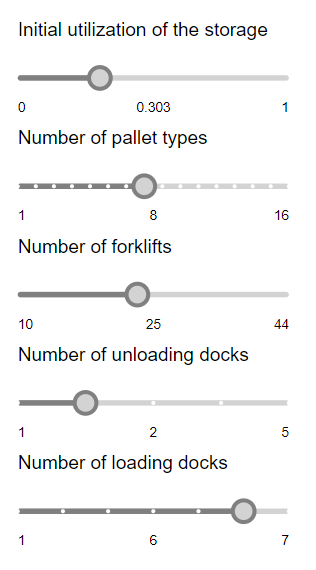 Initial utilization of the storage
0 0.303 1
Number of pallet types
1 8 16
Number of forklifts
10 25 44
Number of unloading docks
1 2 5
Number of loading docks
1 6 7